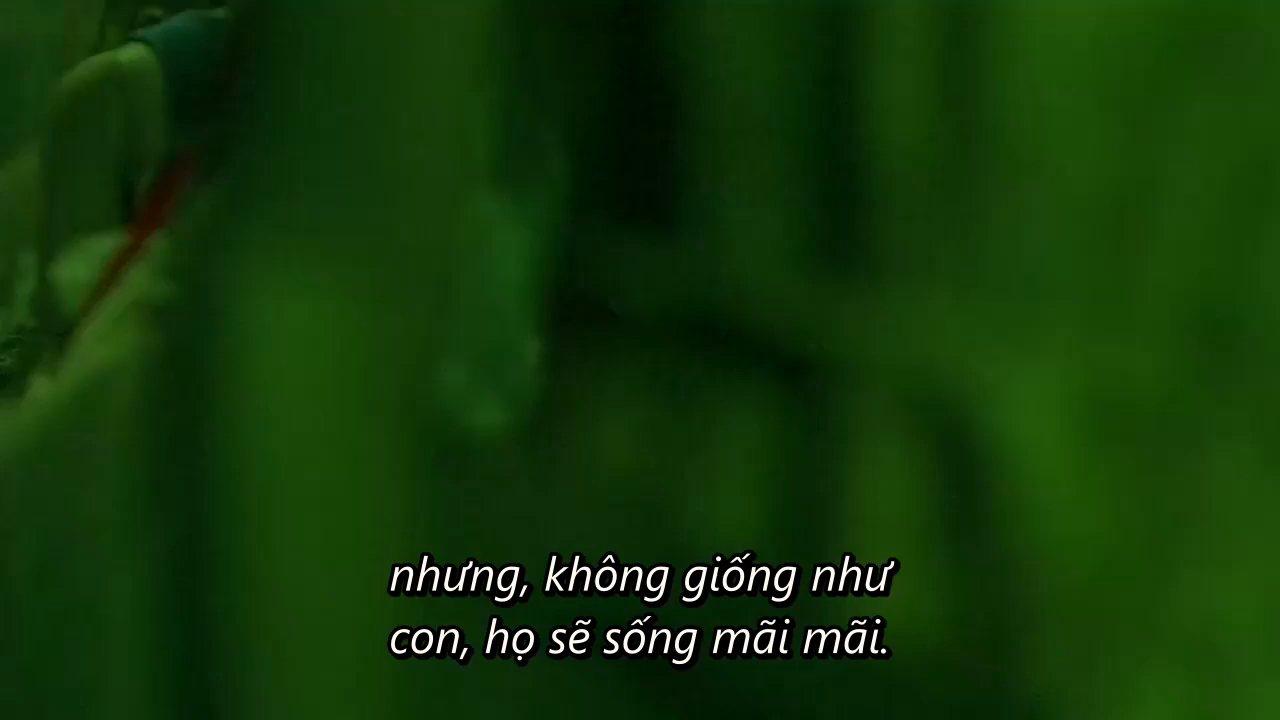 nhưng, không giống như
con, họ sẽ sống mãi mãi.